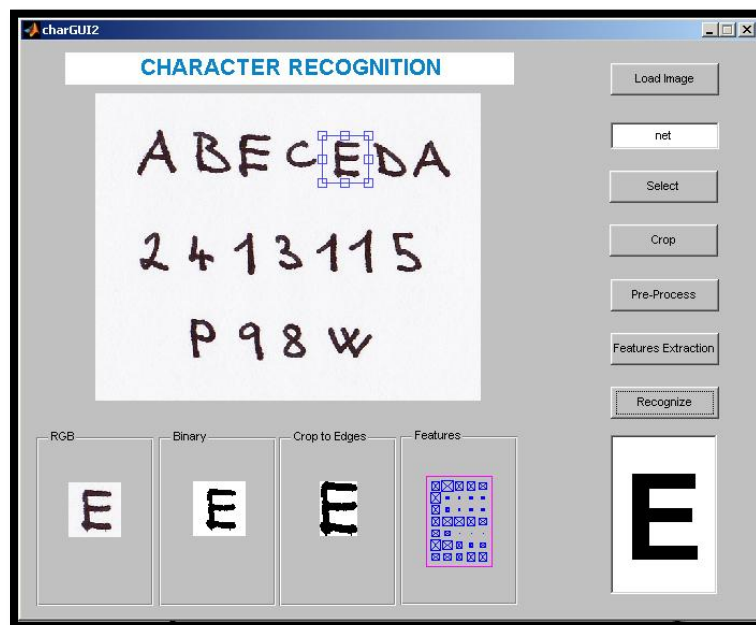 charGUI2
CHARACTER RECOGNITION
ABECEDA
2413115
P98W
Load Image
net
Select
Crop
Pre-Process
Features Extraction
Recognize
RGB
E
Binary
E
Crop to Edges
E
Features
E